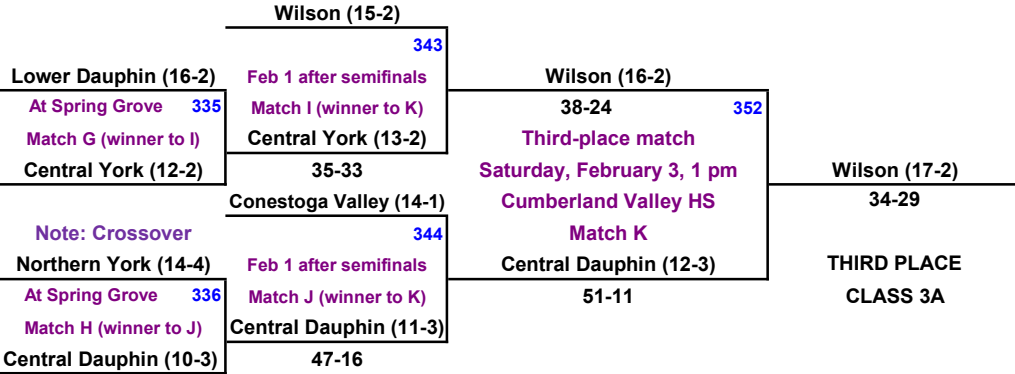 Wilson (15-2)
343
Lower Dauphin (16-2)
Feb 1 after semifinals
Wilson (16-2)
At Spring Grove
335
Match I (winner to K)
38-24
352
Match G (winner to I)
Central York (13-2)
Third-place match
Central York (12-2)
35-33
Saturday, February 3, 1 pm
Wilson (17-2)
Conestoga Valley (14-1)
Cumberland Valley HS
34-29
Note: Crossover
344
Match K
Northern York (14-4)
Feb 1 after semifinals
Central Dauphin (12-3)
THIRD PLACE
At Spring Grove
336
Match J (winner to K)
51-11
CLASS 3A
Match H (winner to J)
Central Dauphin (11-3)
Central Dauphin (10-3)
47-16